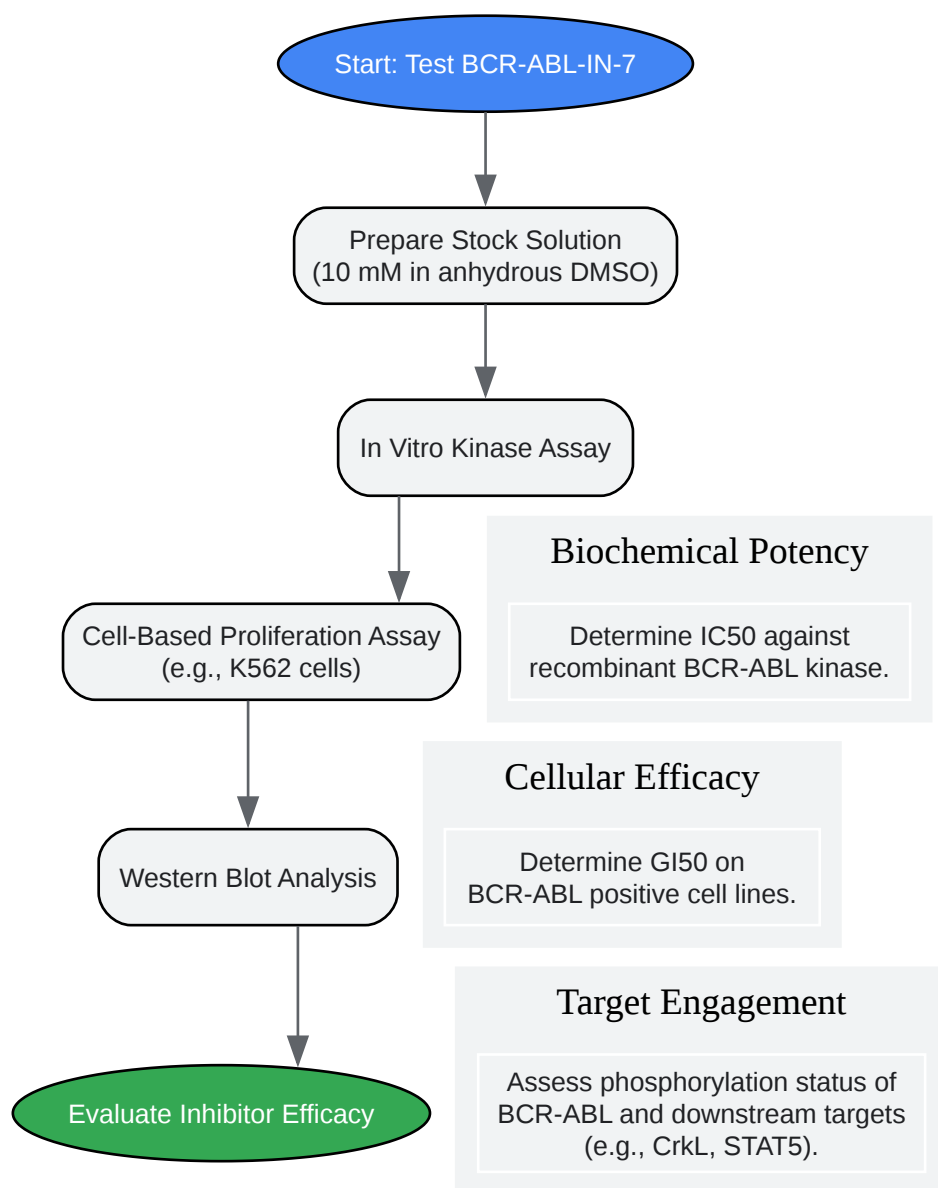 Start: Test BCR-ABL-IN-7
Prepare Stock Solution
(10 mM in anhydrous DMSO)
In Vitro Kinase Assay
Biochemical Potency
Determine IC50 against
recombinant BCR-ABL kinase.
Cell-Based Proliferation Assay
(e.g., K562 cells)
Cellular Efficacy
Determine GI50 on
BCR-ABL positive cell lines.
Western Blot Analysis
Target Engagement
Assess phosphorylation status of
BCR-ABL and downstream targets
(e.g., CrkL, STAT5).
Evaluate Inhibitor Efficacy